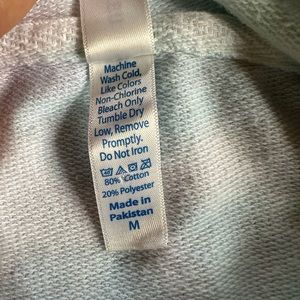 Machine
Wash Cold,
Like Colors
Non-Chlorine
Bleach Only
Tumble Dry
Low, Remove
Promptly.
Do Not Iron
80% Cotton
20% Polyester
Made in
Pakistan
M